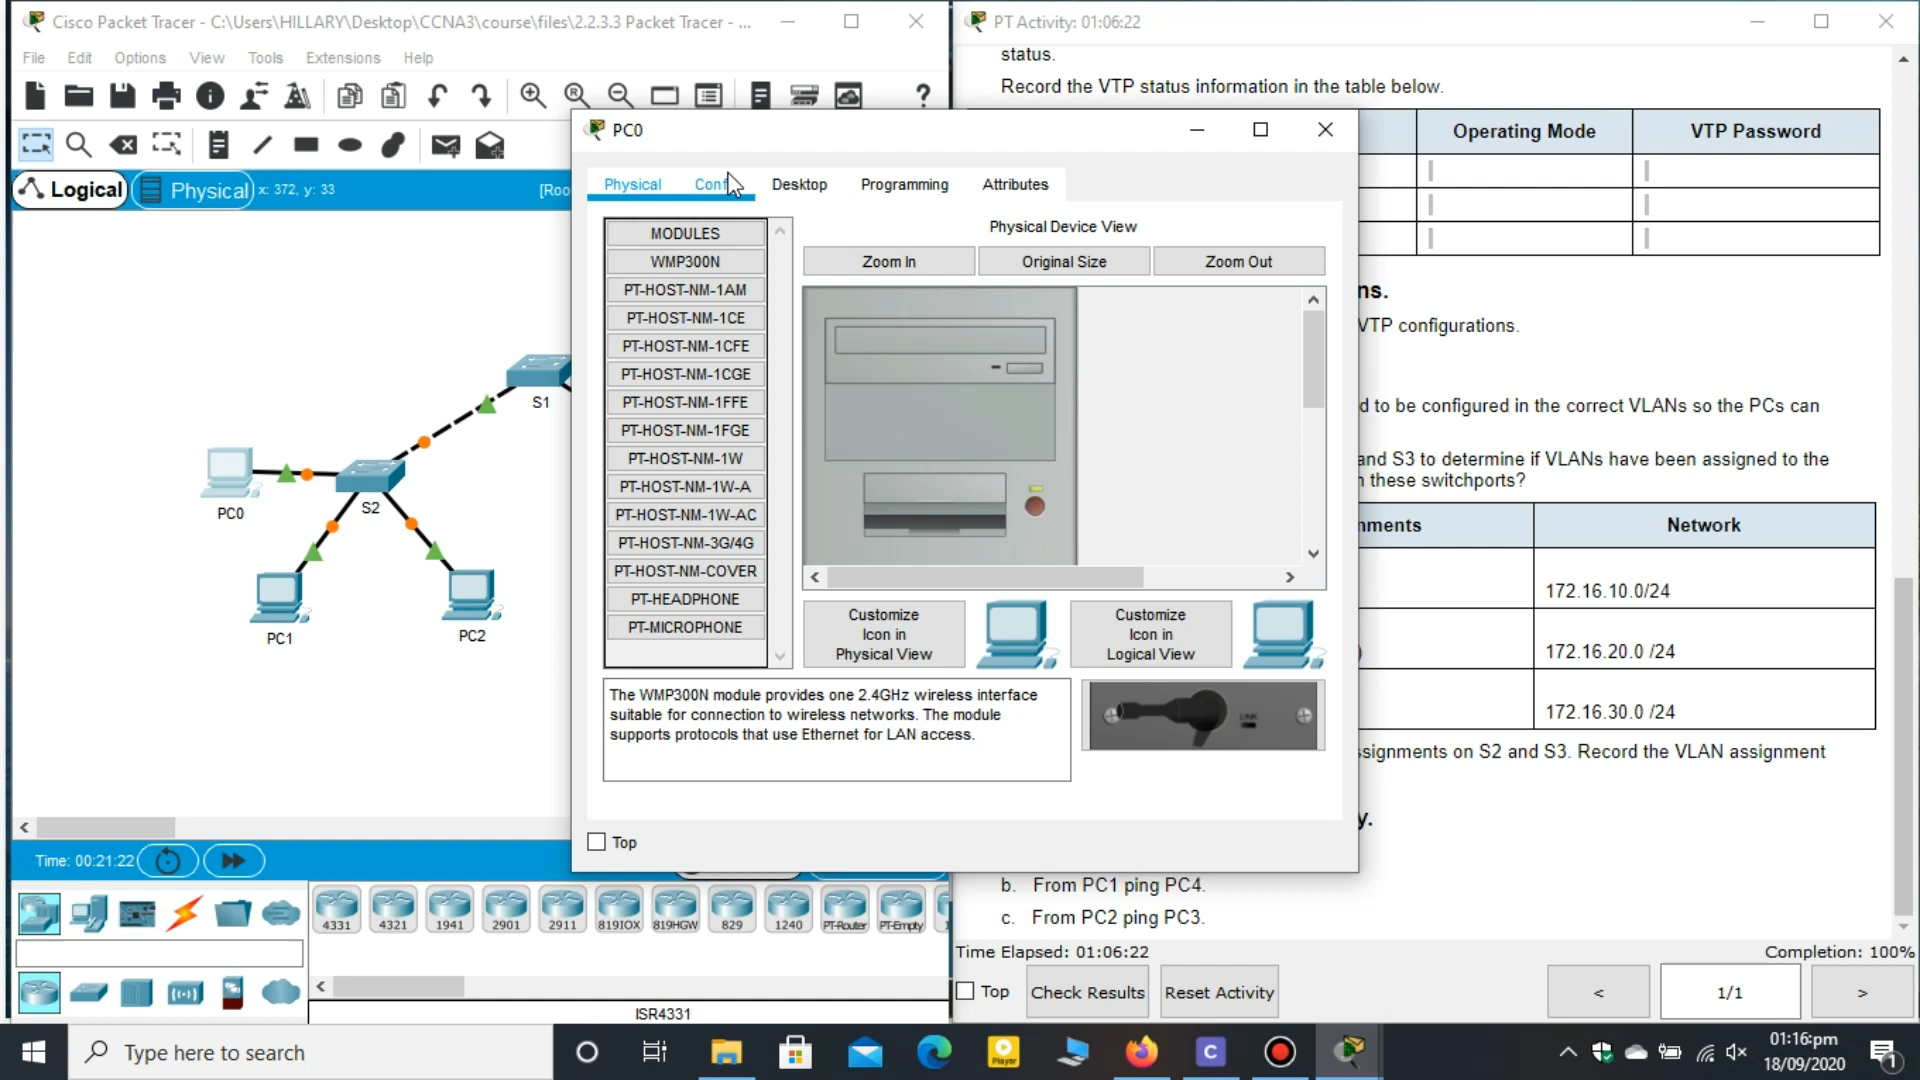 Cisco Packet Tracer - C:\Users\HILLARY\Desktop\CCNA3\course\files\2.2.3.3 Packet Tracer - ...
File Edit Options View Tools Extensions Help
Logical
Physical
x: 372, y: 33
[Roo
S1
PC0
S2
PC1
PC2
Time: 00:21:22
4331 4321 1941 2901 2911 819IOX 819HGW 829 1240 PT-Router PT-Empty
ISR4331
PC0
Physical Conf Desktop Programming Attributes
MODULES
WMP300N
PT-HOST-NM-1AM
PT-HOST-NM-1CE
PT-HOST-NM-1CFE
PT-HOST-NM-1CGE
PT-HOST-NM-1FFE
PT-HOST-NM-1FGE
PT-HOST-NM-1W
PT-HOST-NM-1W-A
PT-HOST-NM-1W-AC
PT-HOST-NM-3G/4G
PT-HOST-NM-COVER
PT-HEADPHONE
PT-MICROPHONE
Physical Device View
Zoom In Original Size Zoom Out
Customize
Icon in
Physical View
Customize
Icon in
Logical View
The WMP300N module provides one 2.4GHz wireless interface
suitable for connection to wireless networks. The module
supports protocols that use Ethernet for LAN access.
LINK
Top
PT Activity: 01:06:22
status.
Record the VTP status information in the table below.
Operating Mode VTP Password
ns.
VTP configurations.
d to be configured in the correct VLANs so the PCs can
and S3 to determine if VLANs have been assigned to the
n these switchports?
nments Network
172.16.10.0/24
) 172.16.20.0 /24
172.16.30.0 /24
ssignments on S2 and S3. Record the VLAN assignment
y.
b. From PC1 ping PC4.
c. From PC2 ping PC3.
Time Elapsed: 01:06:22 Completion: 100%
Top Check Results Reset Activity < 1/1 >
Type here to search
Player
C
01:16pm
18/09/2020
1